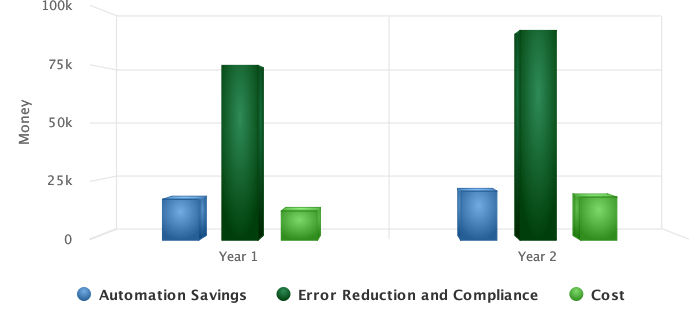 100k
75k
50k
25k
0
Money
Year 1
Year 2
Automation Savings
Error Reduction and Compliance
Cost